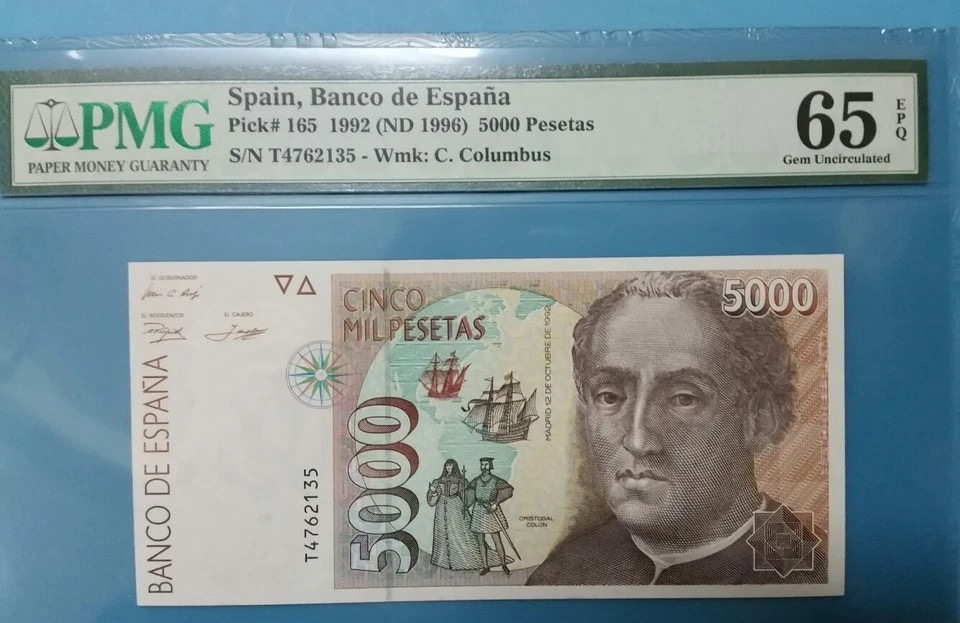 PMG
PAPER MONEY GUARANTY
Spain, Banco de España
Pick# 165 1992 (ND 1996) 5000 Pesetas
S/N T4762135 - Wmk: C. Columbus
65 EPQ
Gem Uncirculated
EL GOBERNADOR
EL INTERVENTOR
EL CAJERO
BANCO DE ESPAÑA
T4762135
CINCO
MIL PESETAS
5000
MADRID 12 DE OCTUBRE DE 1992
5000
CRISTOBAL
COLON